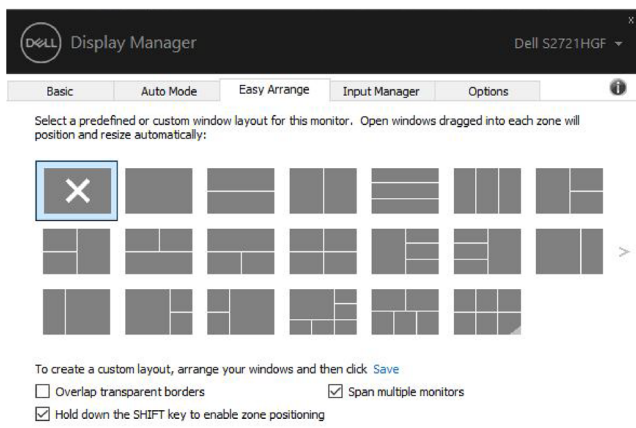 DELL Display Manager
Dell S2721HGF
x
Basic Auto Mode Easy Arrange Input Manager Options
Select a predefined or custom window layout for this monitor. Open windows dragged into each zone will
position and resize automatically:
To create a custom layout, arrange your windows and then click Save
Overlap transparent borders Span multiple monitors
Hold down the SHIFT key to enable zone positioning